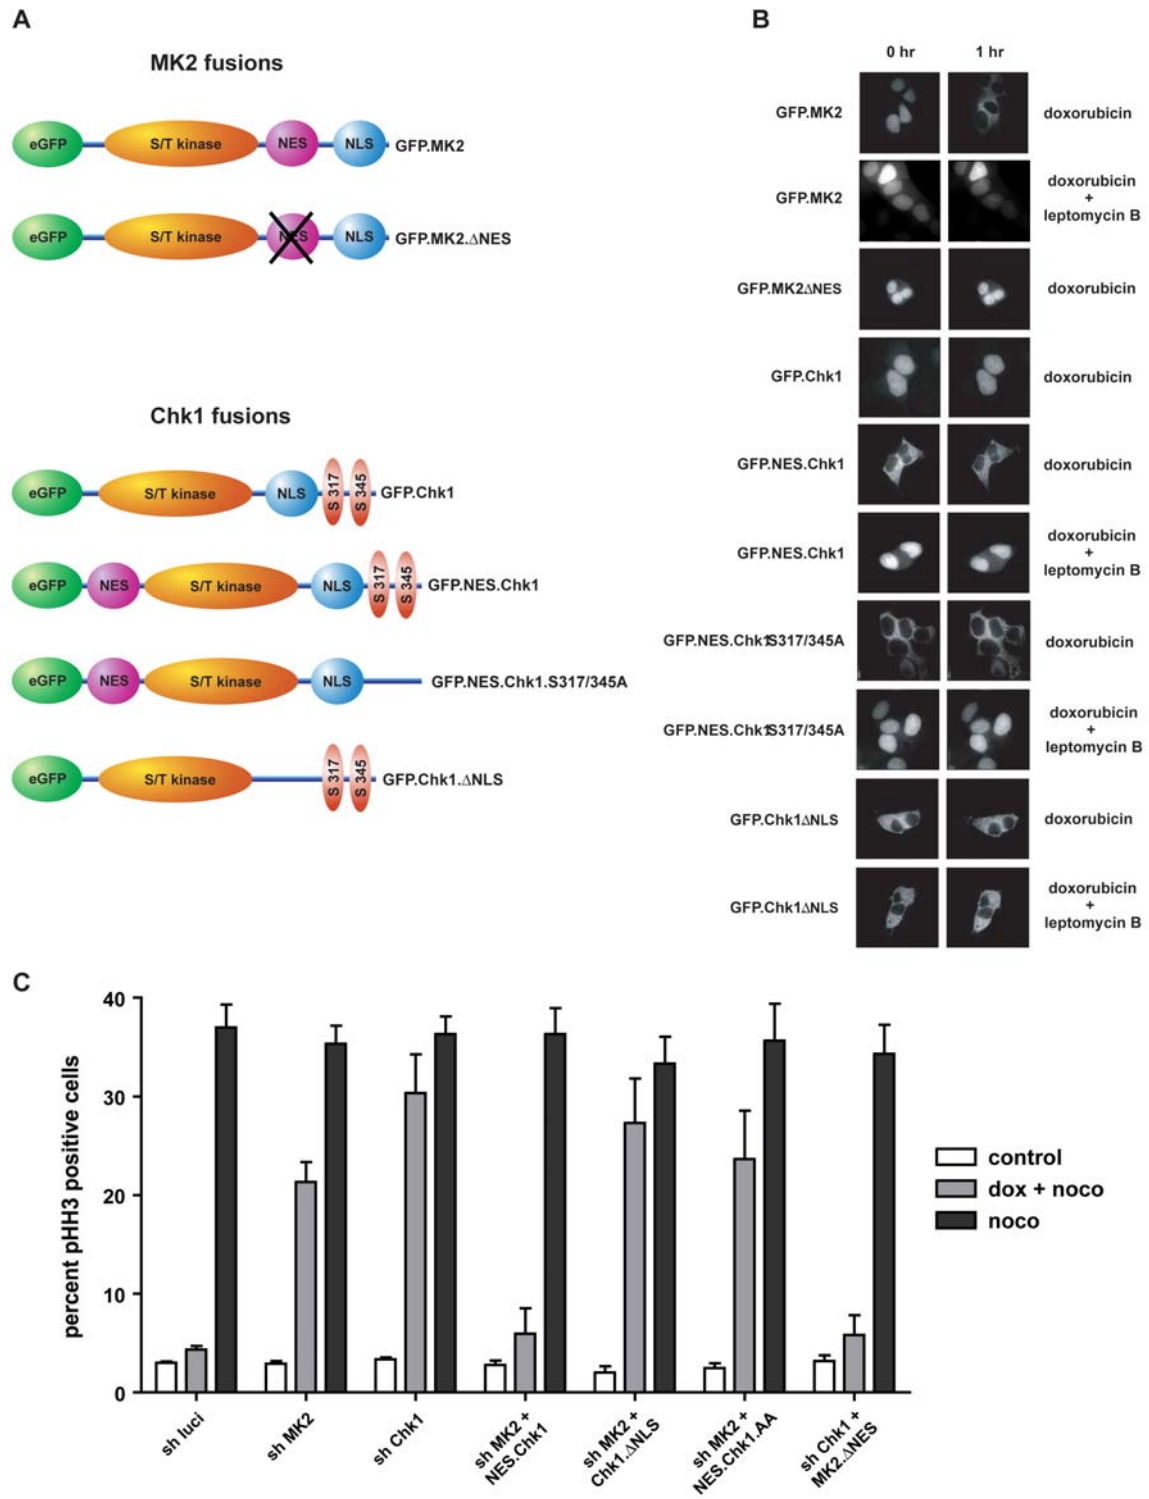 A
MK2 fusions
eGFP S/T kinase NES NLS GFP.MK2
eGFP S/T kinase NES NLS GFP.MK2.ΔNES
Chk1 fusions
eGFP S/T kinase NLS S 317 S 345 GFP.Chk1
eGFP NES S/T kinase NLS S 317 S 345 GFP.NES.Chk1
eGFP NES S/T kinase NLS GFP.NES.Chk1.S317/345A
eGFP S/T kinase S 317 S 345 GFP.Chk1.ΔNLS
B
0 hr 1 hr
GFP.MK2 doxorubicin
GFP.MK2 doxorubicin
+
leptomycin B
GFP.MK2ΔNES doxorubicin
GFP.Chk1 doxorubicin
GFP.NES.Chk1 doxorubicin
GFP.NES.Chk1 doxorubicin
+
leptomycin B
GFP.NES.Chk1S317/345A doxorubicin
GFP.NES.Chk1S317/345A doxorubicin
+
leptomycin B
GFP.Chk1ΔNLS doxorubicin
GFP.Chk1ΔNLS doxorubicin
+
leptomycin B
C
percent pHH3 positive cells
40
30
20
10
0
sh luci
sh MK2
sh Chk1
sh MK2 +
NES.Chk1
sh MK2 +
Chk1.ΔNLS
sh MK2 +
NES.Chk1.AA
sh Chk1 +
MK2.ΔNES
control
dox + noco
noco